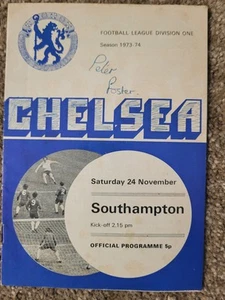 FOOTBALL LEAGUE DIVISION ONE
Season 1973-74
Peter
CHELSEA
Saturday 24 November
Southampton
Kick-off 2.15 pm
OFFICIAL PROGRAMME 5p